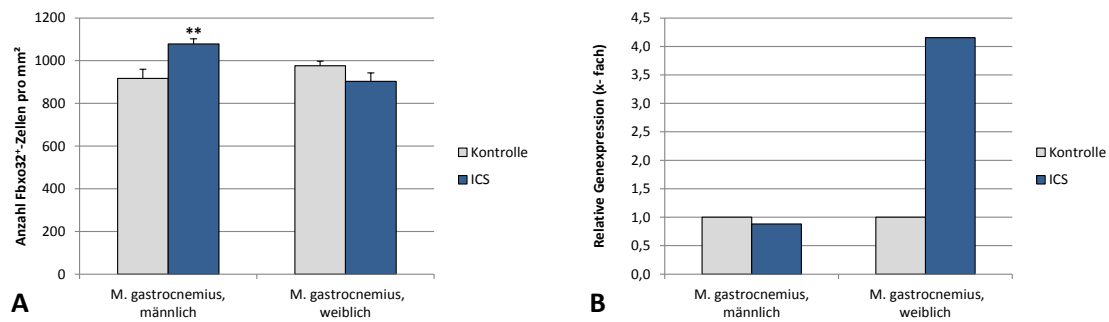 Anzahl Fbxo32⁺-Zellen pro mm²
1200
1000
800
600
400
200
0
**
M. gastrocnemius,
männlich
M. gastrocnemius,
weiblich
Kontrolle
ICS
A
Relative Genexpression (x- fach)
4,5
4,0
3,5
3,0
2,5
2,0
1,5
1,0
0,5
0,0
M. gastrocnemius,
männlich
M. gastrocnemius,
weiblich
Kontrolle
ICS
B